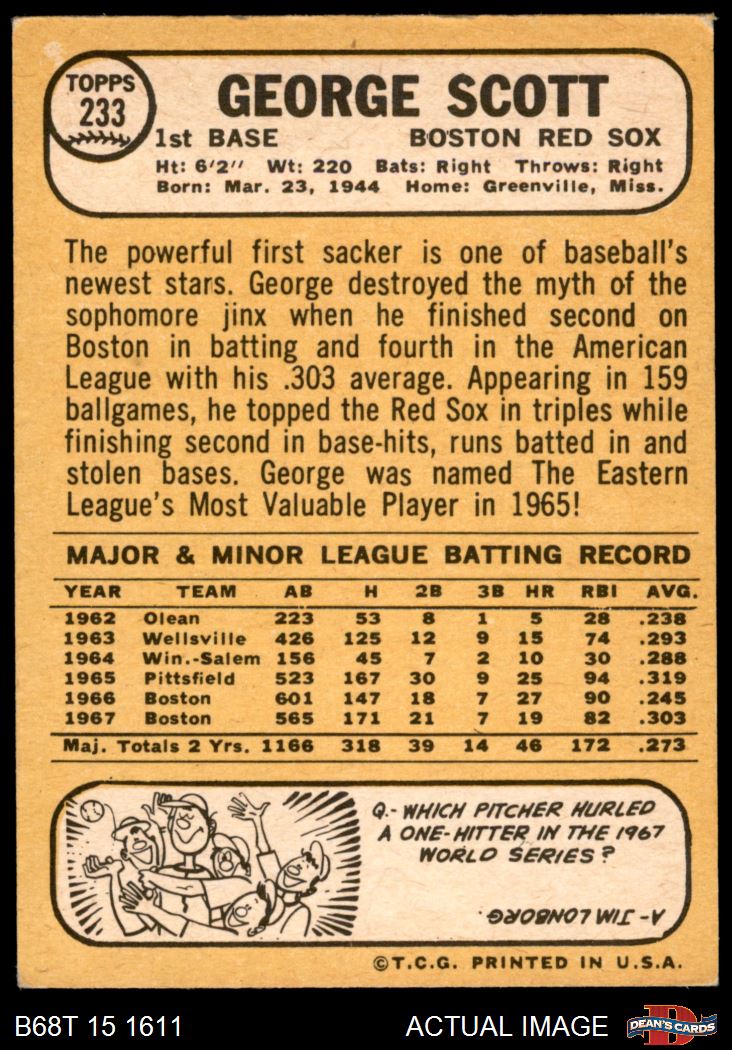 TOPPS
233
GEORGE SCOTT
1st BASE BOSTON RED SOX
Ht: 6'2" Wt: 220 Bats: Right Throws: Right
Born: Mar. 23, 1944 Home: Greenville, Miss.
The powerful first sacker is one of baseball's
newest stars. George destroyed the myth of the
sophomore jinx when he finished second on
Boston in batting and fourth in the American
League with his .303 average. Appearing in 159
ballgames, he topped the Red Sox in triples while
finishing second in base-hits, runs batted in and
stolen bases. George was named The Eastern
League's Most Valuable Player in 1965!
MAJOR & MINOR LEAGUE BATTING RECORD
YEAR TEAM AB H 2B 3B HR RBI AVG.
1962 Olean 223 53 8 1 5 28 .238
1963 Wellsville 426 125 12 9 15 74 .293
1964 Win.-Salem 156 45 7 2 10 30 .288
1965 Pittsfield 523 167 30 9 25 94 .319
1966 Boston 601 147 18 7 27 90 .245
1967 Boston 565 171 21 7 19 82 .303
Maj. Totals 2 Yrs. 1166 318 39 14 46 172 .273
Q.- WHICH PITCHER HURLED
A ONE-HITTER IN THE 1967
WORLD SERIES?
A- JIM LONBORG
©T.C.G. PRINTED IN U.S.A.
B68T 15 1611 ACTUAL IMAGE
D
DEAN'S CARDS